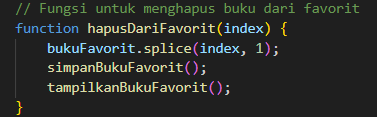 // Fungsi untuk menghapus buku dari favorit
function hapusDariFavorit(index) {
    bukuFavorit.splice(index, 1);
    simpanBukuFavorit();
    tampilkanBukuFavorit();
}